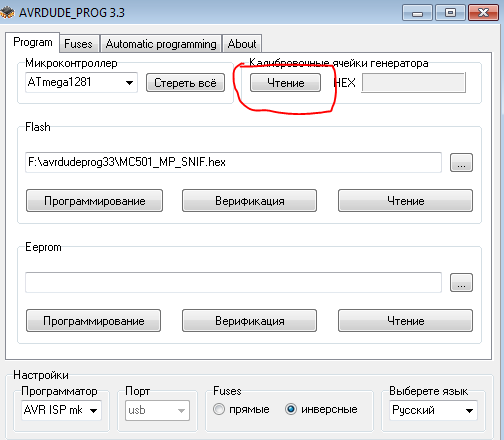 AVRDUDE_PROG 3.3
Program Fuses Automatic programming About
Микроконтроллер Калибровочные ячейки генератора
ATmega1281 Стереть всё Чтение HEX
Flash
F:\avrdudeprog33\MC501_MP_SNIF.hex ...
Программирование Верификация Чтение
Eeprom
...
Программирование Верификация Чтение
Настройки
Программатор Порт Fuses Выберете язык
AVR ISP mk usb прямые инверсные Русский